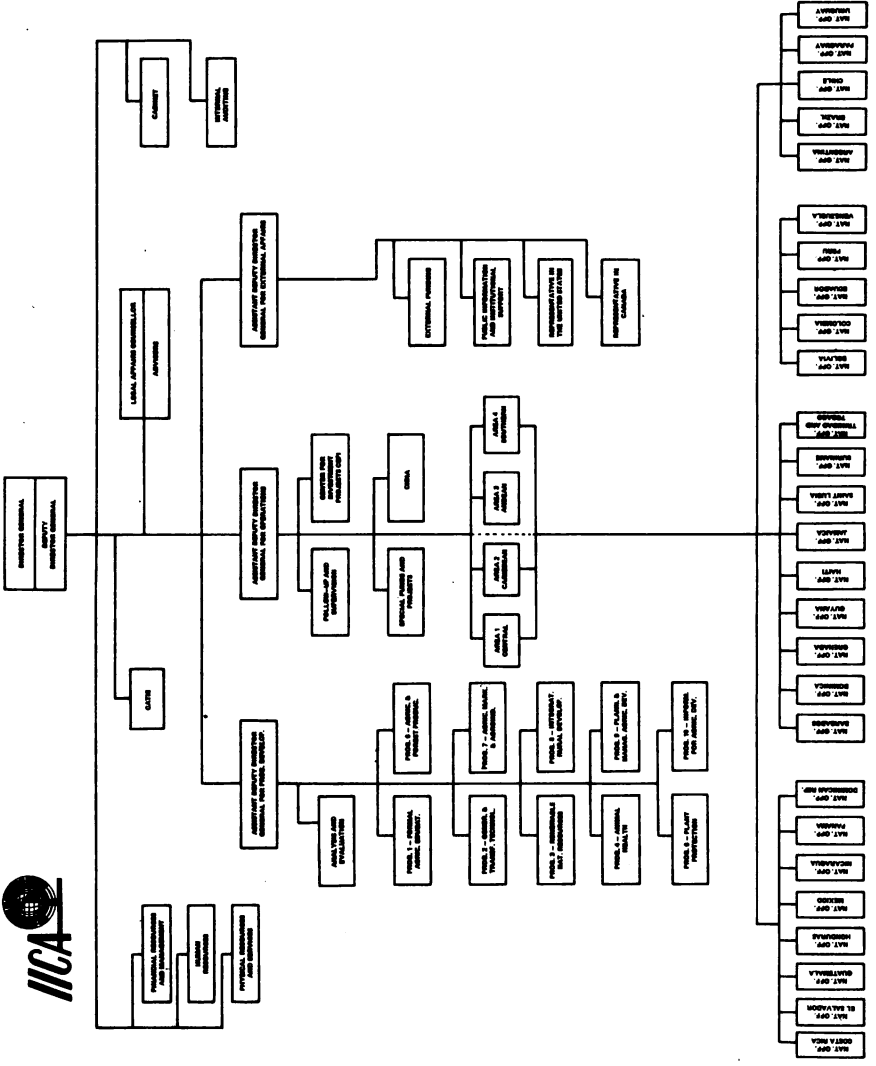 IICA
DIRECTOR GENERAL
DEPUTY
DIRECTOR GENERAL
LEGAL AFFAIRS COUNSELLOR
ADVISERS
CABINET
INTERNAL
AUDITING
CATIE
FINANCIAL RESOURCES
AND MANAGEMENT
HUMAN
RESOURCES
PHYSICAL RESOURCES
AND SERVICES
ASSISTANT DEPUTY DIRECTOR
GENERAL FOR PROG. DEVELOP.
ASSISTANT DEPUTY DIRECTOR
GENERAL FOR OPERATIONS
ASSISTANT DEPUTY DIRECTOR
GENERAL FOR EXTERNAL AFFAIRS
ANALYSIS AND
EVALUATION
PROG. 1 – FORMAL
AGRIC. EDUCAT.
PROG. 6 – AGRIC. &
FOREST PRODUC.
PROG. 2 – GENER. &
TRANSF. TECHNOL.
PROG. 7 – AGRIC. MARK.
& AGROIND.
PROG. 3 – RENEWABLE
NAT. RESOURCES
PROG. 8 – INTEGRAT.
RURAL DEVELOP.
PROG. 4 – ANIMAL
HEALTH
PROG. 9 – PLANN. &
MANAG. AGRIC. DEV.
PROG. 5 – PLANT
PROTECTION
PROG. 10 – INFORM.
FOR AGRIC. DEV.
FOLLOW-UP AND
SUPERVISION
CENTER FOR
INVESTMENT
PROJECTS CEPI
SPECIAL FUNDS AND
PROJECTS
CIDIA
AREA 1
CENTRAL
AREA 2
CARIBBEAN
AREA 3
ANDEAN
AREA 4
SOUTHERN
EXTERNAL FUNDING
PUBLIC INFORMATION
AND INSTITUTIONAL
SUPPORT
REPRESENTATIVE IN
THE UNITED STATES
REPRESENTATIVE IN
CANADA
NAT. OFF.
COSTA RICA
NAT. OFF.
EL SALVADOR
NAT. OFF.
GUATEMALA
NAT. OFF.
HONDURAS
NAT. OFF.
MEXICO
NAT. OFF.
NICARAGUA
NAT. OFF.
PANAMA
NAT. OFF.
DOMINICAN REP.
NAT. OFF.
BARBADOS
NAT. OFF.
DOMINICA
NAT. OFF.
GRENADA
NAT. OFF.
GUYANA
NAT. OFF.
HAITI
NAT. OFF.
JAMAICA
NAT. OFF.
SAINT LUSIA
NAT. OFF.
SURINAME
NAT. OFF.
TRINIDAD AND
TOBAGO
NAT. OFF.
BOLIVIA
NAT. OFF.
COLOMBIA
NAT. OFF.
ECUADOR
NAT. OFF.
PERU
NAT. OFF.
VENEZUELA
NAT. OFF.
ARGENTINA
NAT. OFF.
BRAZIL
NAT. OFF.
CHILE
NAT. OFF.
PARAGUAY
NAT. OFF.
URUGUAY